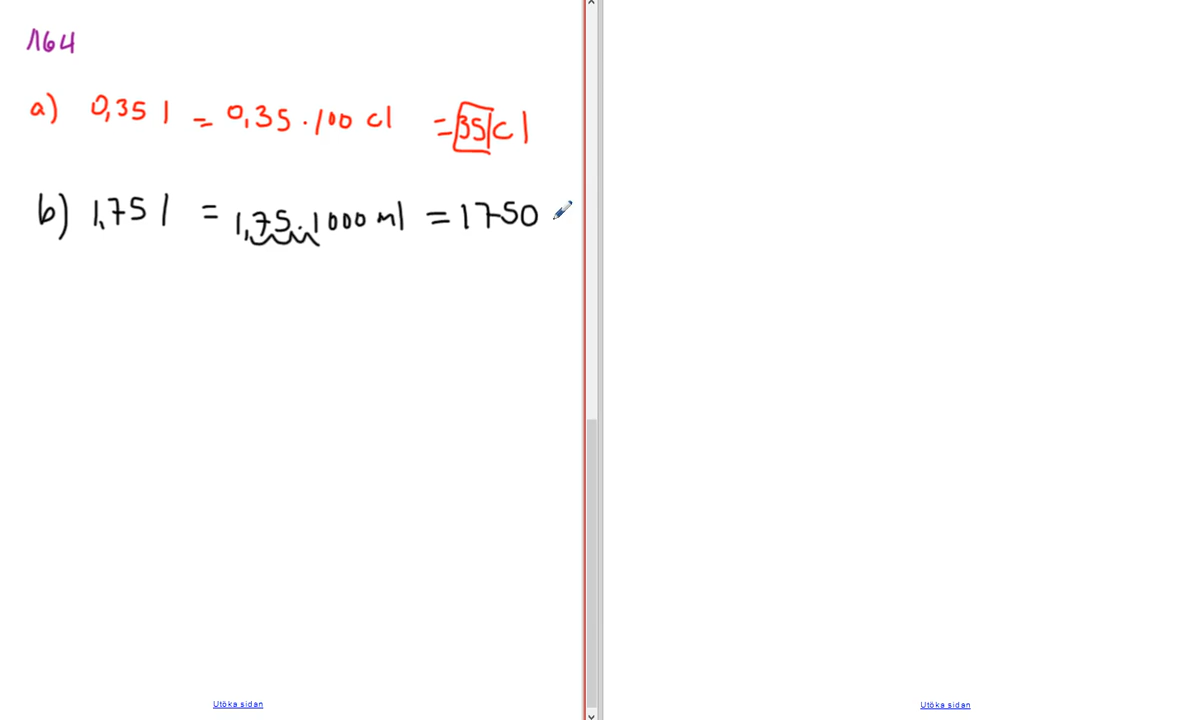 164
a) 0,35 l = 0,35 · 100 cl = 35 cl
b) 1,75 l = 1,75 · 1000 ml = 1750
Utöka sidan
Utöka sidan